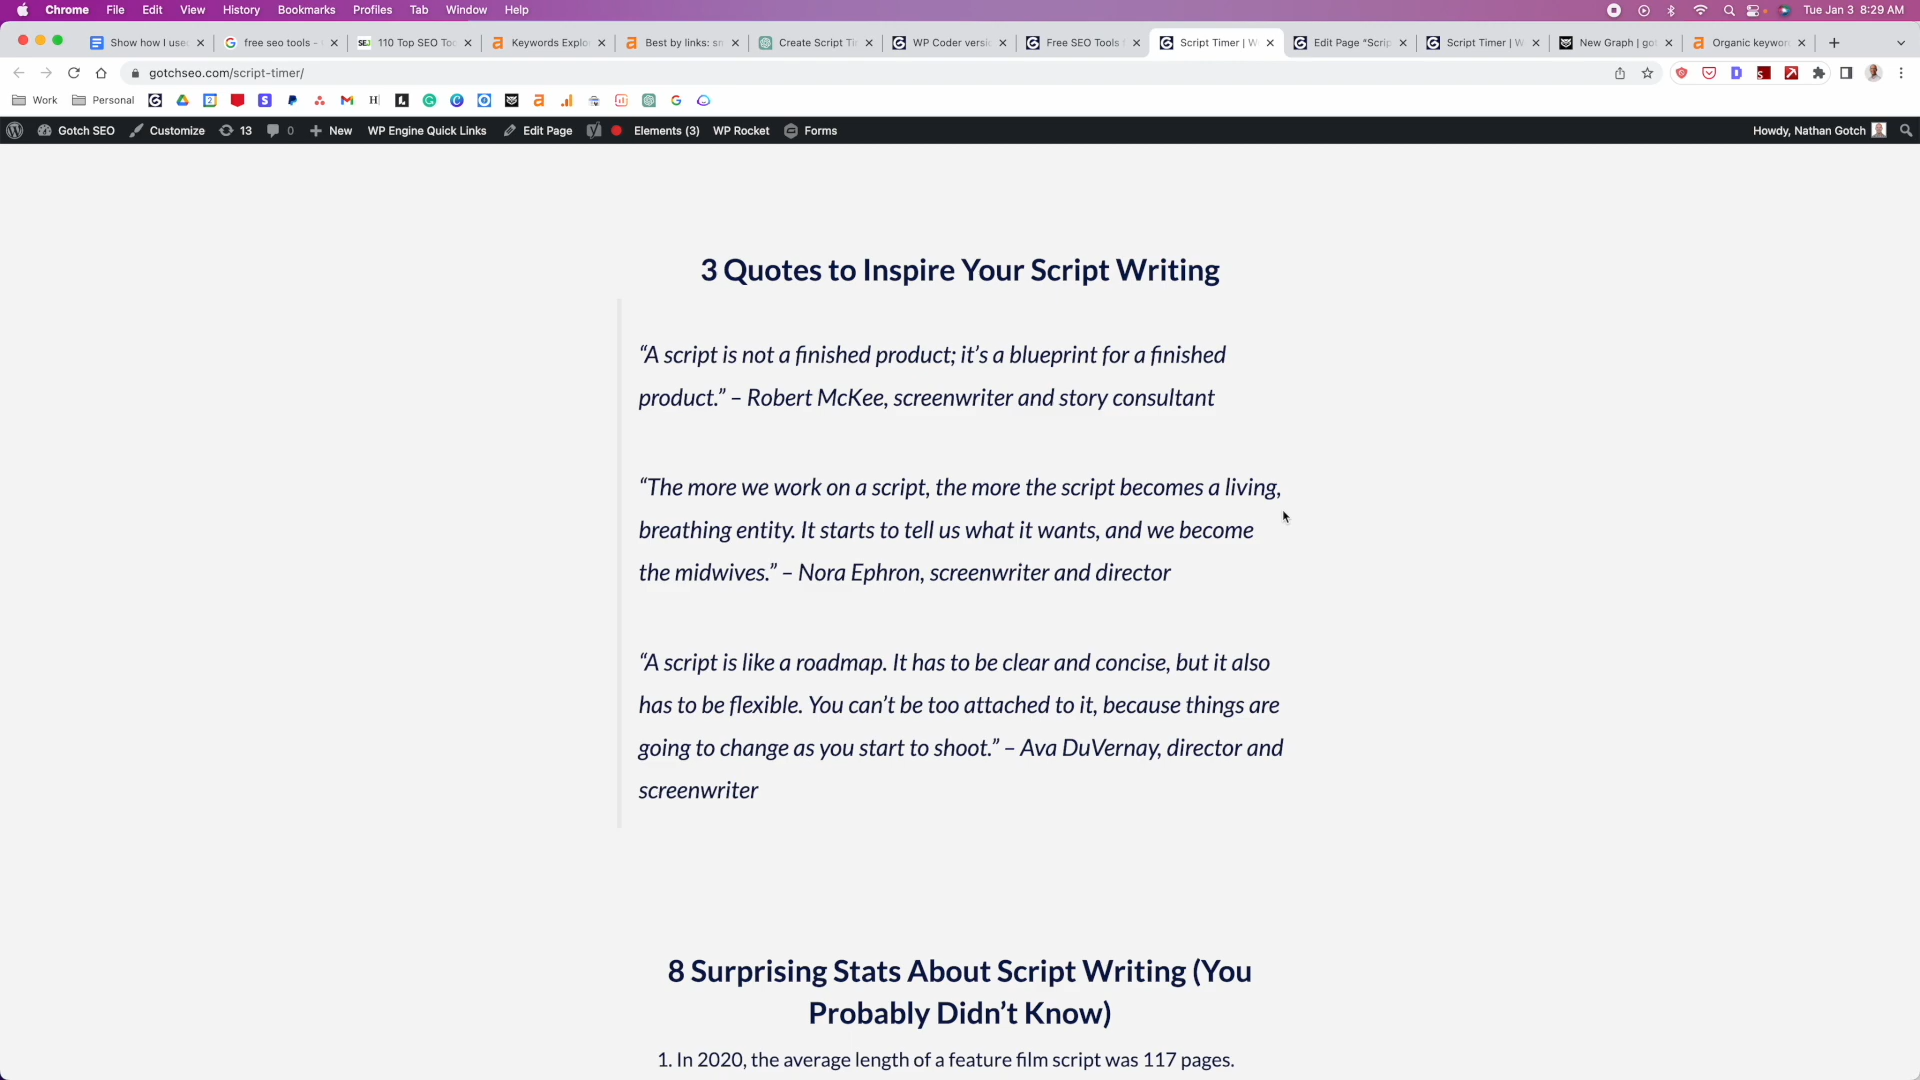 Chrome File Edit View History Bookmarks Profiles Tab Window Help Tue Jan 3 8:29 AM
Show how I use free seo tools - 110 Top SEO Too Keywords Explo Best by links: sm Create Script Ti WP Coder versi Free SEO Tools Script Timer | W Edit Page "Scrip Script Timer | W New Graph | got Organic keywor
gotchseo.com/script-timer/
Work Personal
Gotch SEO Customize 13 0 New WP Engine Quick Links Edit Page Elements (3) WP Rocket Forms Howdy, Nathan Gotch
3 Quotes to Inspire Your Script Writing
“A script is not a finished product; it’s a blueprint for a finished
product.” – Robert McKee, screenwriter and story consultant
“The more we work on a script, the more the script becomes a living,
breathing entity. It starts to tell us what it wants, and we become
the midwives.” – Nora Ephron, screenwriter and director
“A script is like a roadmap. It has to be clear and concise, but it also
has to be flexible. You can’t be too attached to it, because things are
going to change as you start to shoot.” – Ava DuVernay, director and
screenwriter
8 Surprising Stats About Script Writing (You
Probably Didn’t Know)
1. In 2020, the average length of a feature film script was 117 pages.